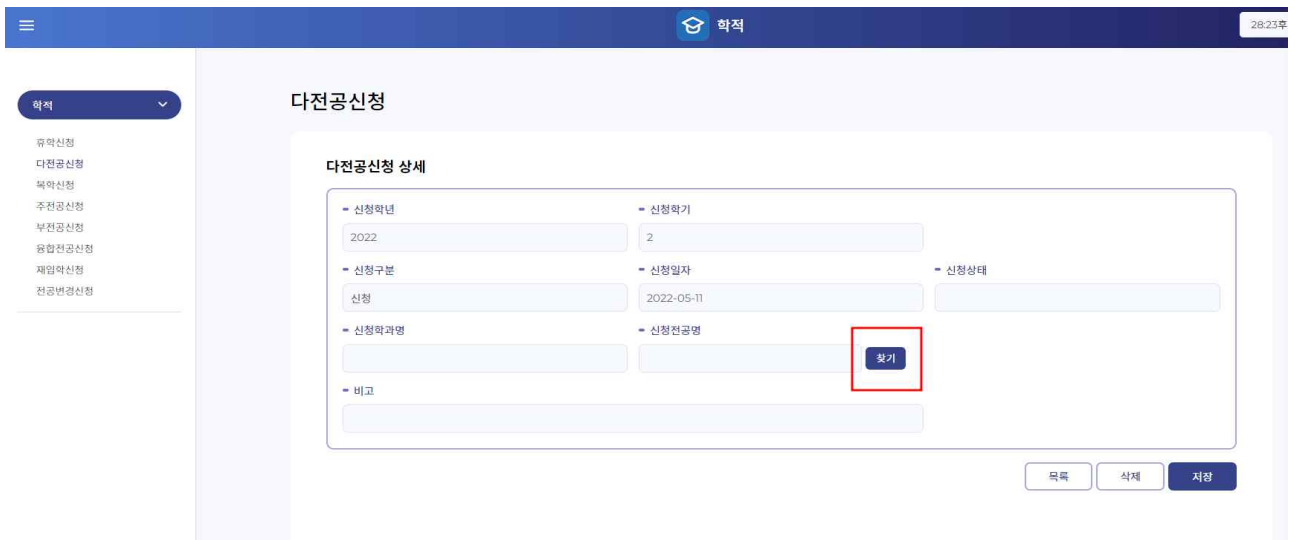 학적
28:23후
학적
휴학신청
다전공신청
복학신청
주전공신청
부전공신청
융합전공신청
재입학신청
전공변경신청
다전공신청
다전공신청 상세
신청학년
신청학기
2022
2
신청구분
신청일자
신청상태
신청
2022-05-11
신청학과명
신청전공명
찾기
비고
목록
삭제
저장